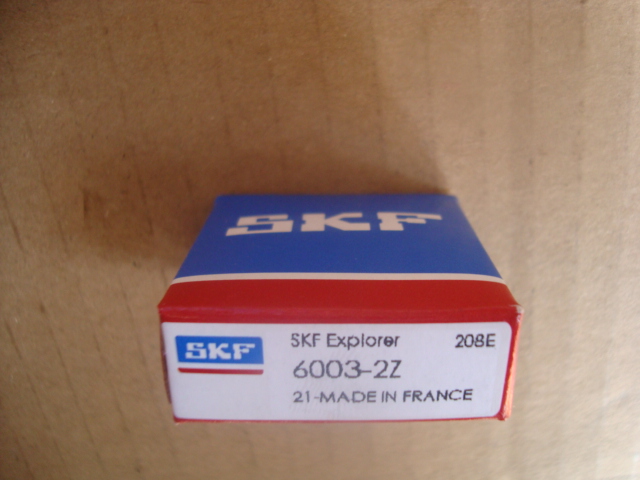 SKF
SKF
SKF Explorer 208E
6003-2Z
21-MADE IN FRANCE